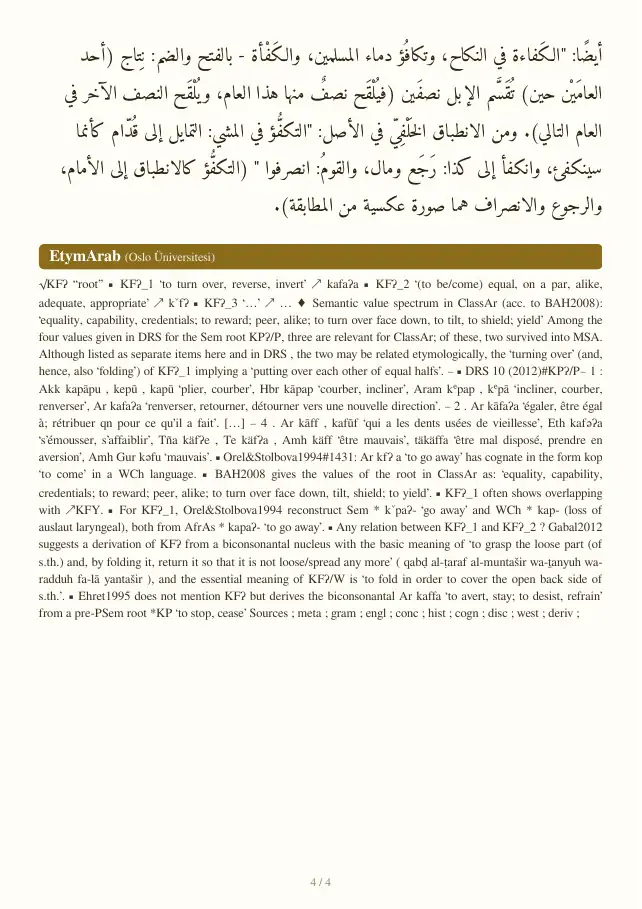 أيضًا: "الكَفاءة في النكاح، وتكافُؤ دماء المسلمين، والكَفْأة - بالفتح والضم: نِتاج (أحد
العامَيْن حين) تُقَسَّم الإبل نصفَين (فيُلْقَح نصفٌ منها هذا العام، ويُلْقَح النصف الآخر في
العام التالي). ومن الانطباق الخَلْفِيّ في الأصل: "التكفُّؤ في المشي: التمايل إلى قُدّام كأنما
سينكفئ، وانكفأ إلى كذا: رَجَع ومال، والقومُ: انصرفوا " (التكفُّؤ كالانطباق إلى الأمام،
والرجوع والانصراف هما صورة عكسية من المطابقة).
EtymArab (Oslo Üniversitesi)
√KFʔ “root” ▪ KFʔ_1 ‘to turn over, reverse, invert’ ↗ kafaʔa ▪ KFʔ_2 ‘(to be/become) equal, on a par, alike,
adequate, appropriate’ ↗ kˇfʔ ▪ KFʔ_3 ‘…’ ↗ … ♦ Semantic value spectrum in ClassAr (acc. to BAH2008):
‘equality, capability, credentials; to reward; peer, alike; to turn over face down, to tilt, to shield; yield’ Among the
four values given in DRS for the Sem root KPʔ/P, three are relevant for ClassAr; of these, two survived into MSA.
Although listed as separate items here and in DRS , the two may be related etymologically, the ‘turning over’ (and,
hence, also ‘folding’) of KFʔ_1 implying a ‘putting over each other of equal halfs’. – ▪ DRS 10 (2012)#KPʔ/P– 1 :
Akk kapāpu , kepū , kapū ‘plier, courber’, Hbr kāpap ‘courber, incliner’, Aram kᵉpap , kᵉpā ‘incliner, courber,
renverser’, Ar kafaʔa ‘renverser, retourner, détourner vers une nouvelle direction’. – 2 . Ar kāfaʔa ‘égaler, être égal
à; rétribuer qn pour ce qu’il a fait’. […] – 4 . Ar kāff , kafūf ‘qui a les dents usées de vieillesse’, Eth kafəʔa
‘s’émousser, s’affaiblir’, Tña käfʔe , Te käfʔa , Amh käff ‘être mauvais’, täkäffa ‘être mal disposé, prendre en
aversion’, Amh Gur kəfu ‘mauvais’. ▪ Orel&Stolbova1994#1431: Ar kfʔ a ‘to go away’ has cognate in the form kop
‘to come’ in a WCh language. ▪ BAH2008 gives the values of the root in ClassAr as: ‘equality, capability,
credentials; to reward; peer, alike; to turn over face down, tilt, shield; to yield’. ▪ KFʔ_1 often shows overlapping
with ↗KFY. ▪ For KFʔ_1, Orel&Stolbova1994 reconstruct Sem * kˇpaʔ- ‘go away’ and WCh * kap- (loss of
auslaut laryngeal), both from AfrAs * kapaʔ- ‘to go away’. ▪ Any relation between KFʔ_1 and KFʔ_2 ? Gabal2012
suggests a derivation of KFʔ from a biconsonantal nucleus with the basic meaning of ‘to grasp the loose part (of
s.th.) and, by folding it, return it so that it is not loose/spread any more’ ( qabḍ al-ṭaraf al-muntašir wa-ṯanyuh wa-
radduh fa-lā yantašir ), and the essential meaning of KFʔ/W is ‘to fold in order to cover the open back side of
s.th.’. ▪ Ehret1995 does not mention KFʔ but derives the biconsonantal Ar kaffa ‘to avert, stay; to desist, refrain’
from a pre-PSem root *KP ‘to stop, cease’ Sources ; meta ; gram ; engl ; conc ; hist ; cogn ; disc ; west ; deriv ;
4 / 4